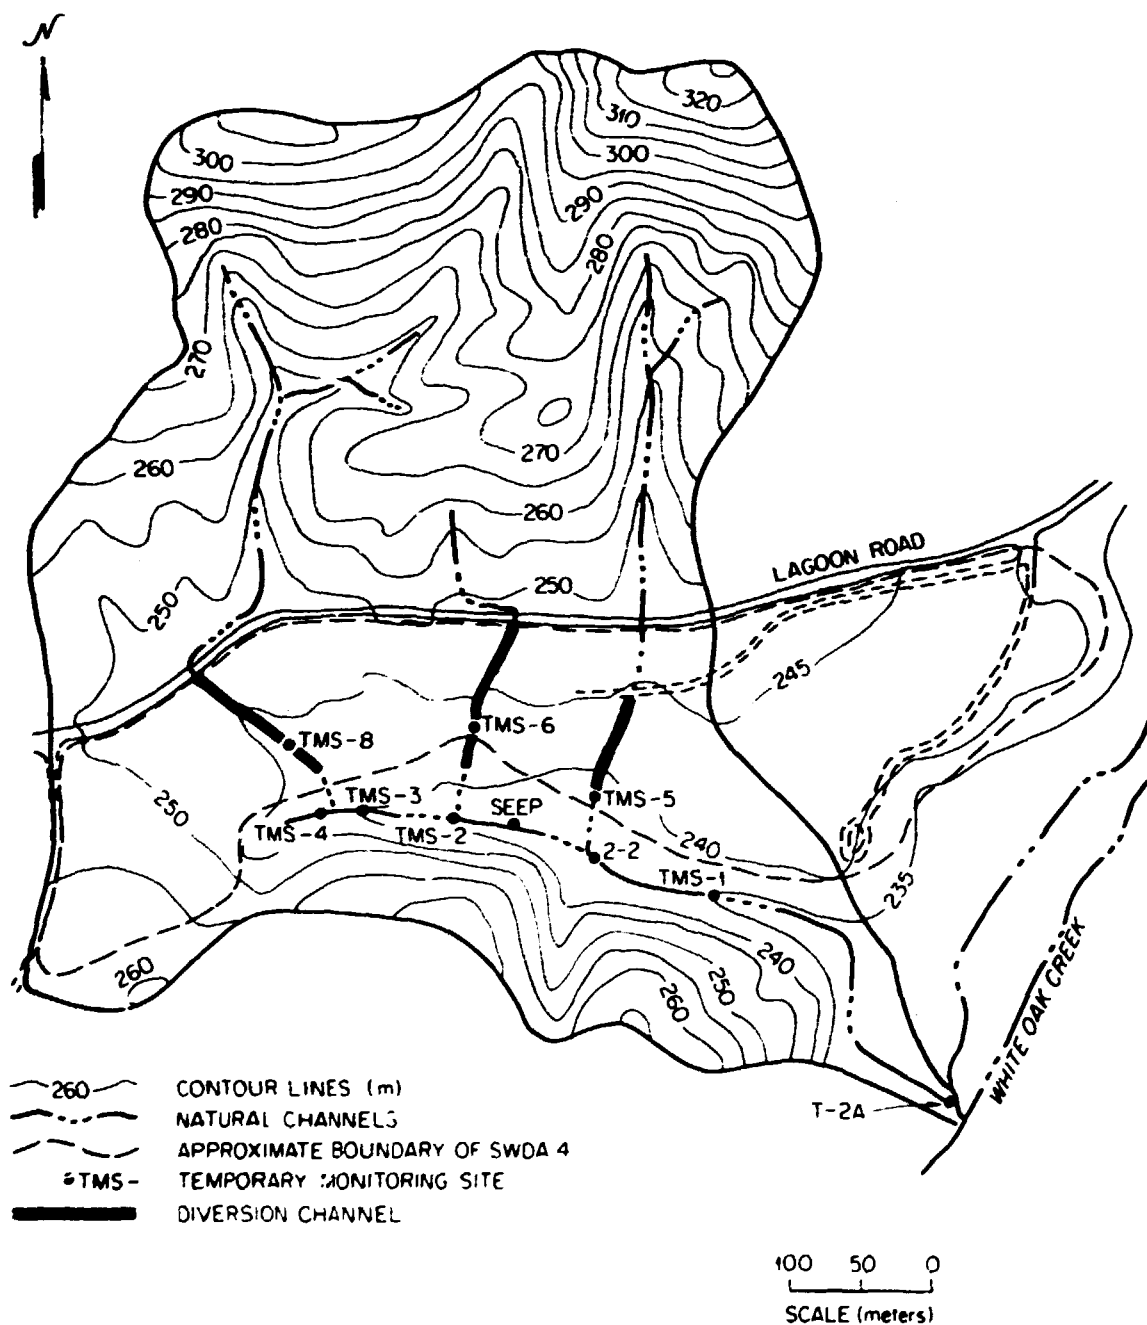 N
320
310
300
300
290
290
280
280
270
260
270
260
LAGOON ROAD
250
250
245
TMS-6
TMS-8
TMS-3
TMS-5
250
SEEP
TMS-4
TMS-2
240
2-2
TMS-1
235
240
260
250
260
WHITE OAK CREEK
T-2A
260 CONTOUR LINES (m)
NATURAL CHANNELS
APPROXIMATE BOUNDARY OF SWDA 4
TMS- TEMPORARY MONITORING SITE
DIVERSION CHANNEL
100 50 0
SCALE (meters)